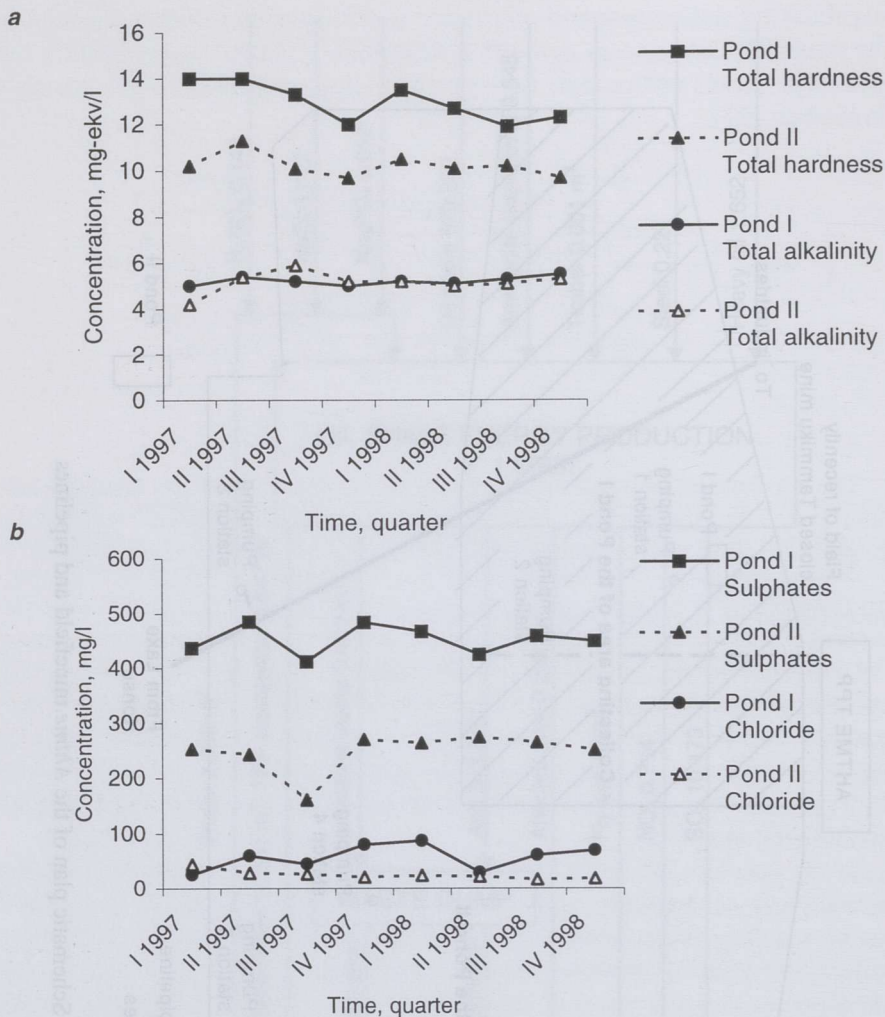 a
16
14
12
10
8
6
4
2
0
Concentration, mg-ekv/l
I 1997
II 1997
III 1997
IV 1997
I 1998
II 1998
III 1998
IV 1998
Time, quarter
Pond I
Total hardness
Pond II
Total hardness
Pond I
Total alkalinity
Pond II
Total alkalinity
b
600
500
400
300
200
100
0
Concentration, mg/l
I 1997
II 1997
III 1997
IV 1997
I 1998
II 1998
III 1998
IV 1998
Time, quarter
Pond I
Sulphates
Pond II
Sulphates
Pond I
Chloride
Pond II
Chloride